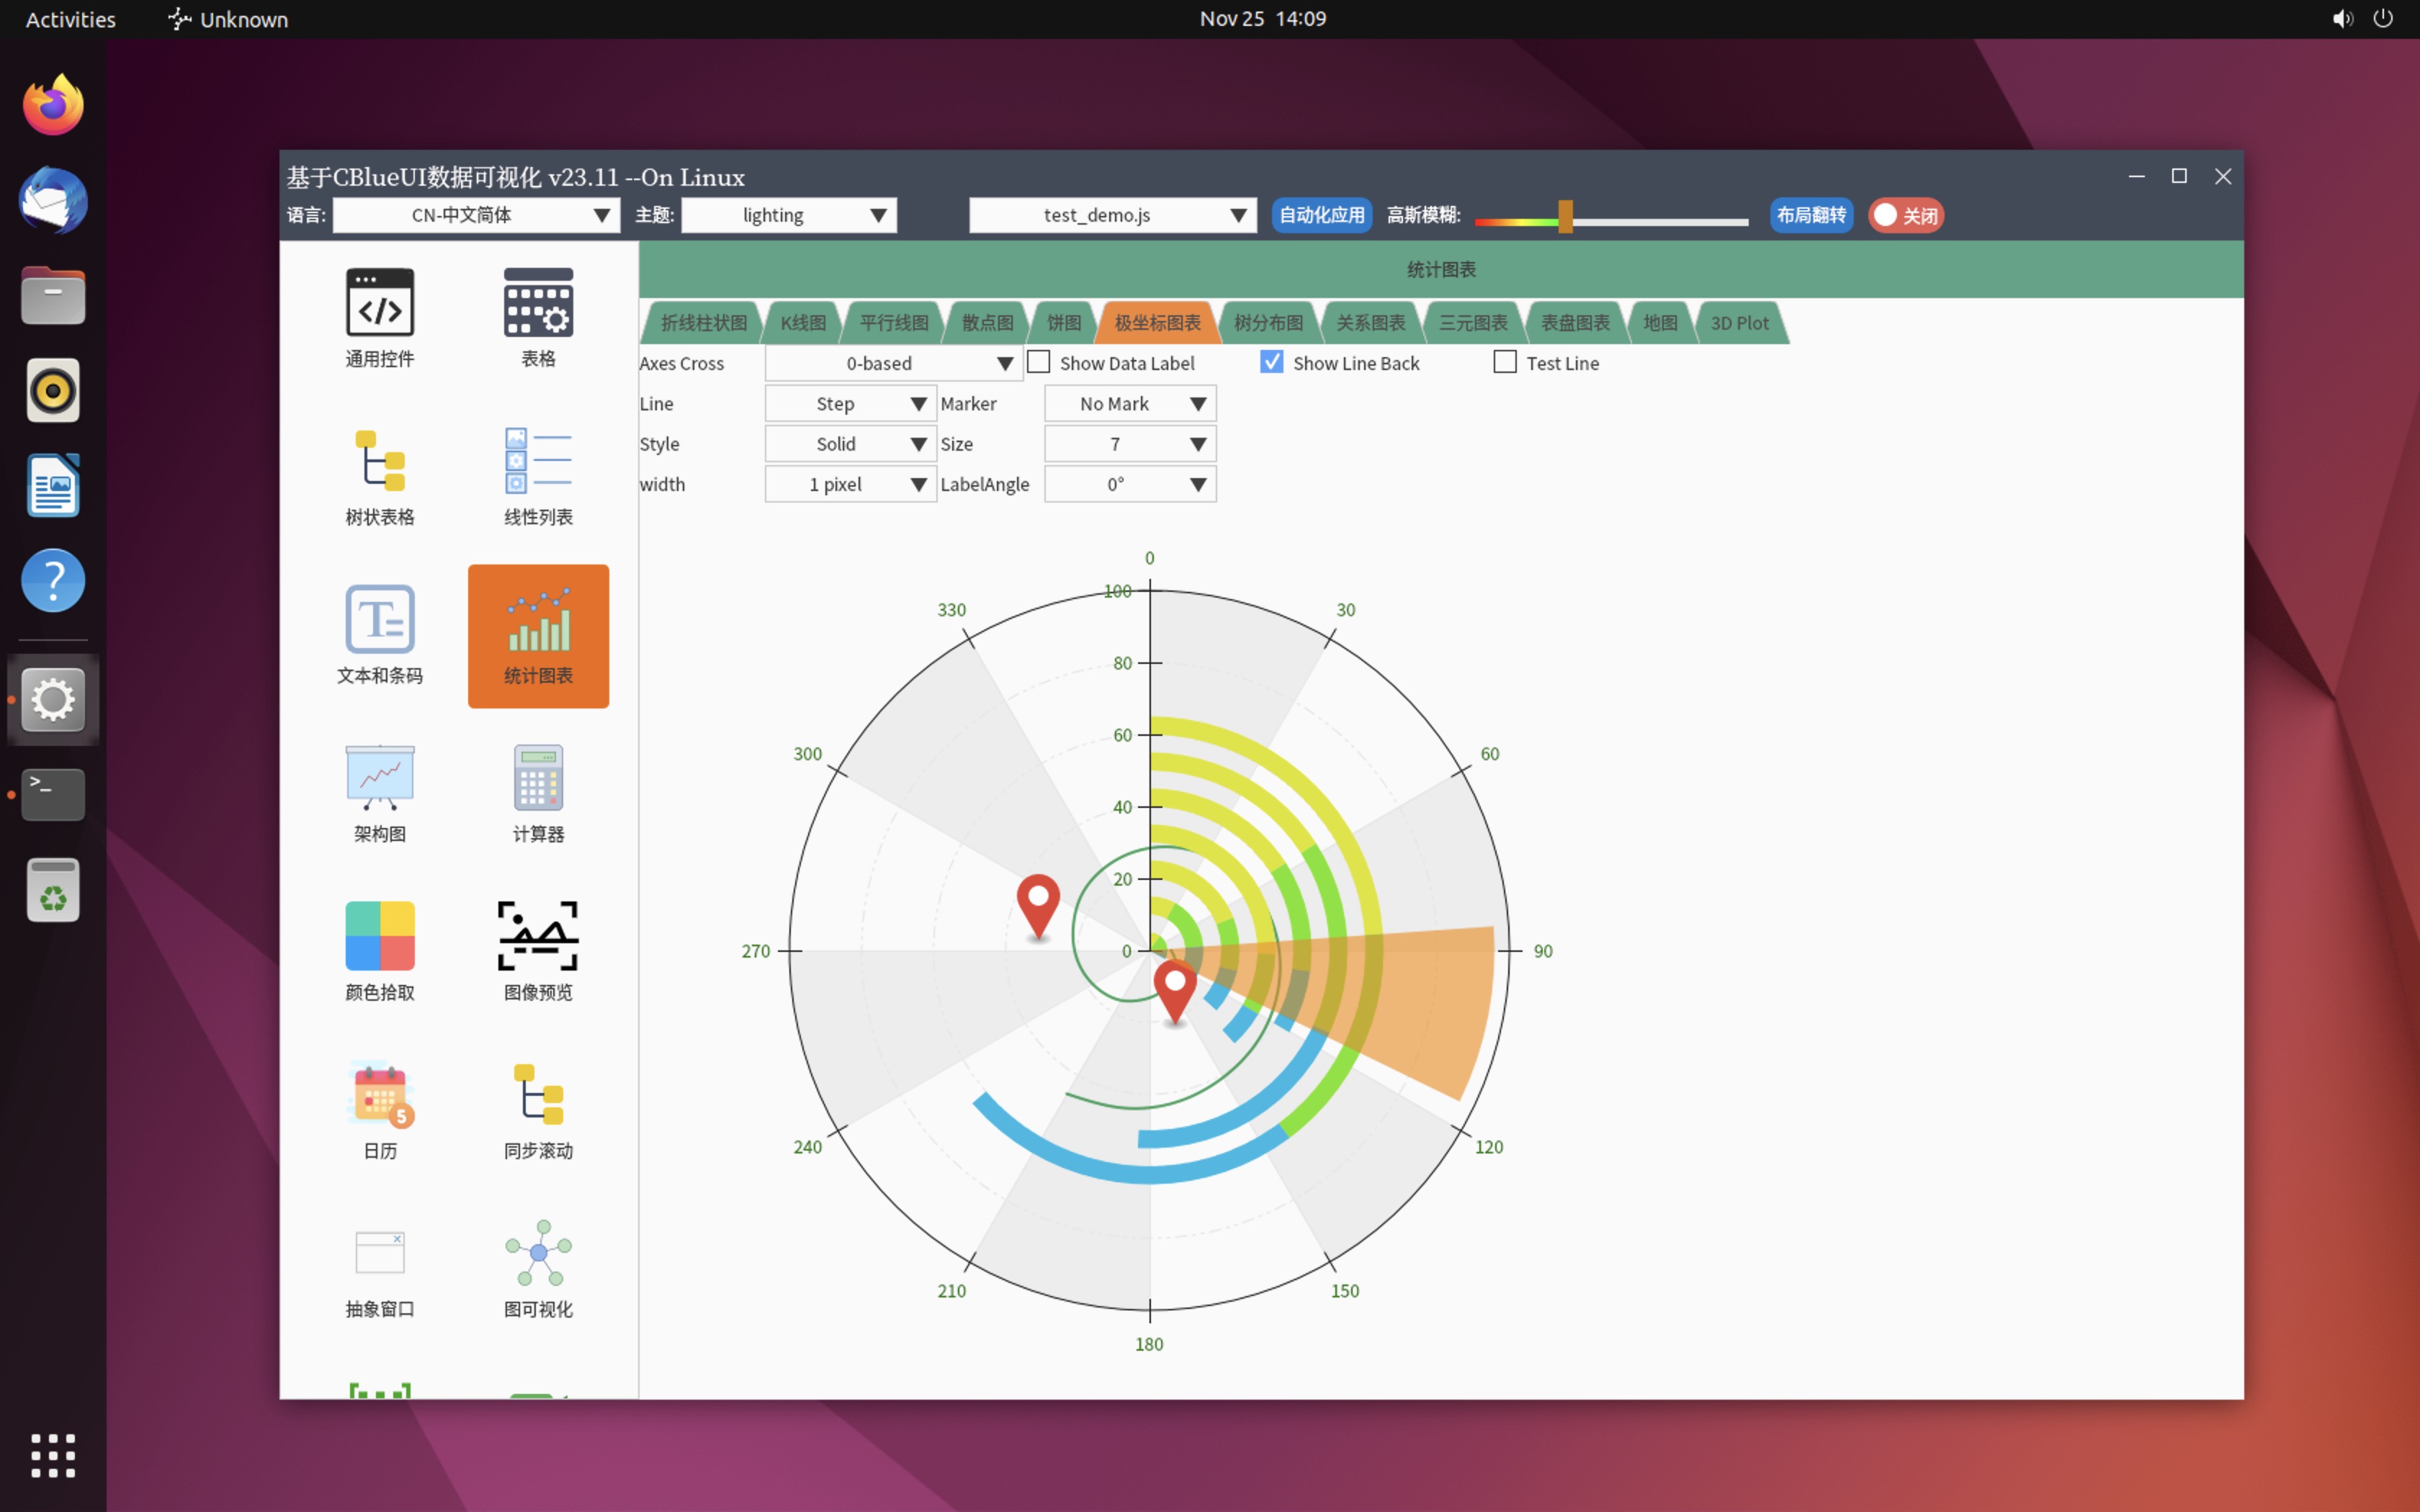 Activities Unknown Nov 25 14:09
基于CBlueUI数据可视化 v23.11 --On Linux
语言: CN-中文简体 主题: lighting test_demo.js 自动化应用 高斯模糊: 布局翻转 关闭
通用控件 表格
树状表格 线性列表
文本和条码 统计图表
架构图 计算器
颜色拾取 图像预览
5
日历 同步滚动
抽象窗口 图可视化
统计图表
折线柱状图 K线图 平行线图 散点图 饼图 极坐标图表 树分布图 关系图表 三元图表 表盘图表 地图 3D Plot
Axes Cross 0-based Show Data Label Show Line Back Test Line
Line Step Marker No Mark
Style Solid Size 7
width 1 pixel LabelAngle 0°
0
100
330 30
80
60
300 60
40
20
270 0 90
240 120
210 150
180